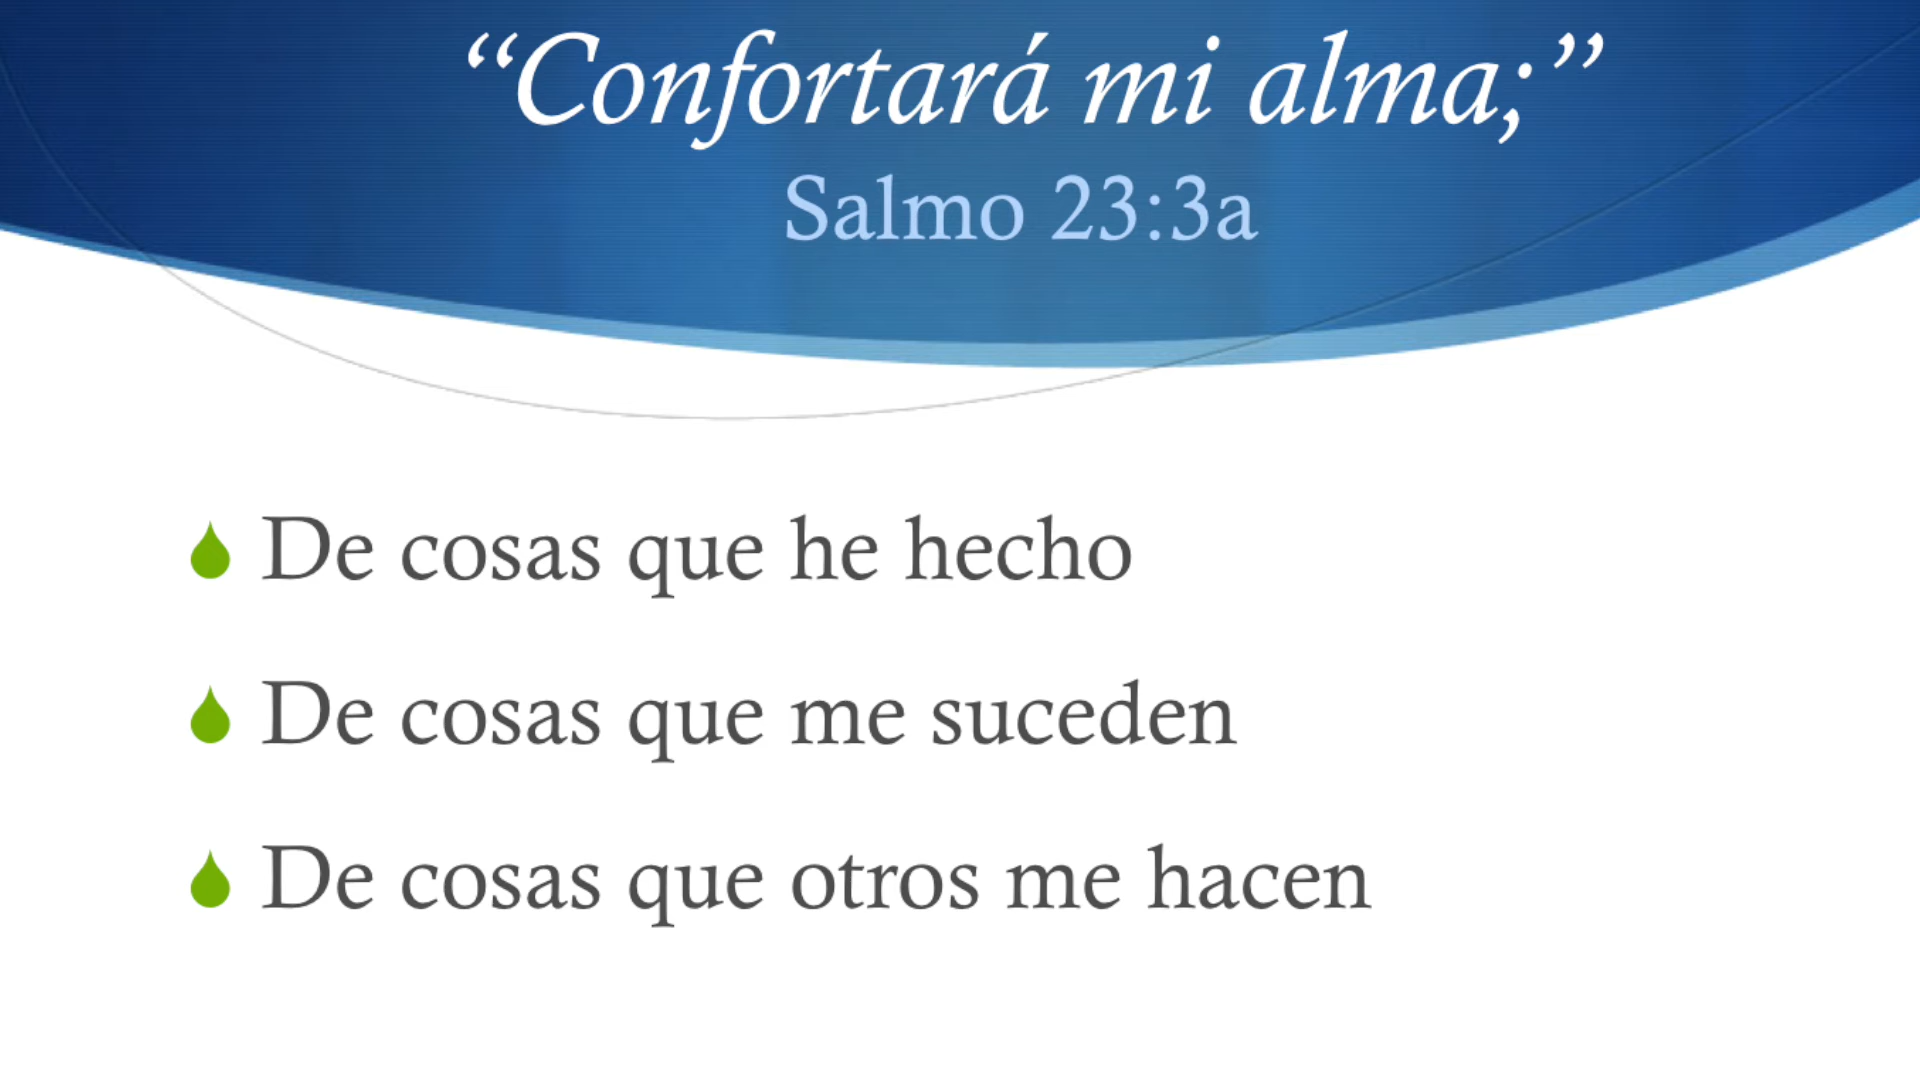 “Confortará mi alma;”
Salmo 23:3a
De cosas que he hecho
De cosas que me suceden
De cosas que otros me hacen